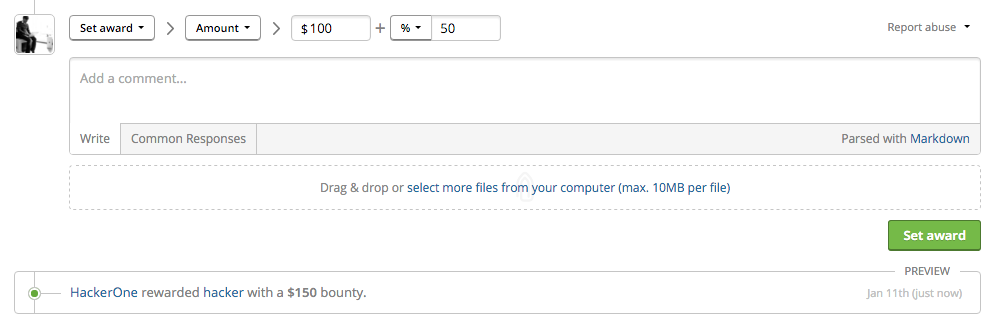 Set award Amount $ 100 + % 50 Report abuse
Add a comment...
Write Common Responses Parsed with Markdown
Drag & drop or select more files from your computer (max. 10MB per file)
Set award
PREVIEW
HackerOne rewarded hacker with a $150 bounty. Jan 11th (just now)